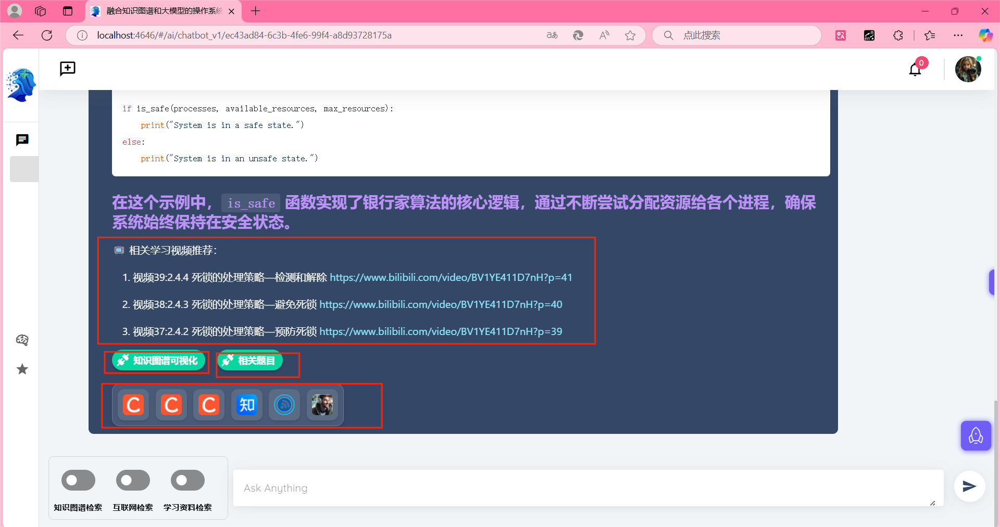 融合知识图谱和大模型的操作系统
localhost:4646/#/ai/chatbot_v1/ec43ad84-6c3b-4fe6-99f4-a8d93728175a
aあ
点此搜索
0
if is_safe(processes, available_resources, max_resources):
print("System is in a safe state.")
else:
print("System is in an unsafe state.")
在这个示例中， is_safe 函数实现了银行家算法的核心逻辑，通过不断尝试分配资源给各个进程，确保
系统始终保持在安全状态。
相关学习视频推荐：
1. 视频39:2.4.4 死锁的处理策略—检测和解除 https://www.bilibili.com/video/BV1YE411D7nH?p=41
2. 视频38:2.4.3 死锁的处理策略—避免死锁 https://www.bilibili.com/video/BV1YE411D7nH?p=40
3. 视频37:2.4.2 死锁的处理策略—预防死锁 https://www.bilibili.com/video/BV1YE411D7nH?p=39
知识图谱可视化 相关题目
C C C 知
知识图谱检索 互联网检索 学习资料检索
Ask Anything